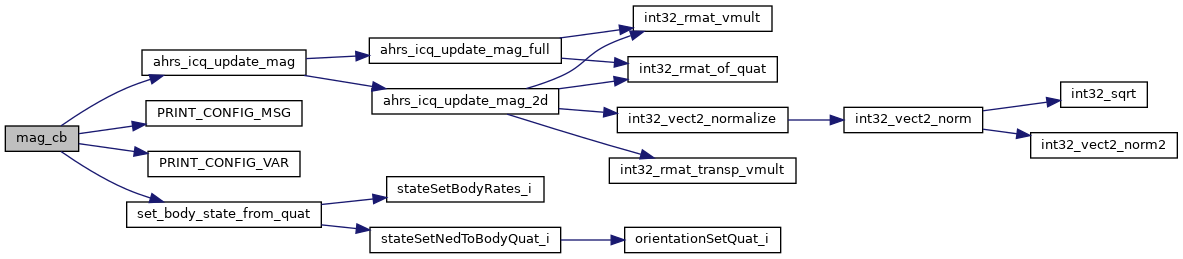 mag_cb
ahrs_icq_update_mag
ahrs_icq_update_mag_full
int32_rmat_vmult
int32_rmat_of_quat
ahrs_icq_update_mag_2d
int32_vect2_normalize
int32_vect2_norm
int32_sqrt
int32_vect2_norm2
int32_rmat_transp_vmult
PRINT_CONFIG_MSG
PRINT_CONFIG_VAR
set_body_state_from_quat
stateSetBodyRates_i
stateSetNedToBodyQuat_i
orientationSetQuat_i